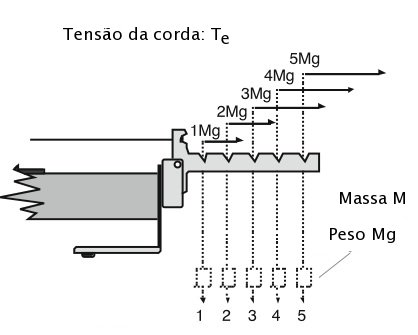 Tensão da corda: Te
5Mg
4Mg
3Mg
2Mg
1Mg
Massa M
Peso Mg
1 2 3 4 5